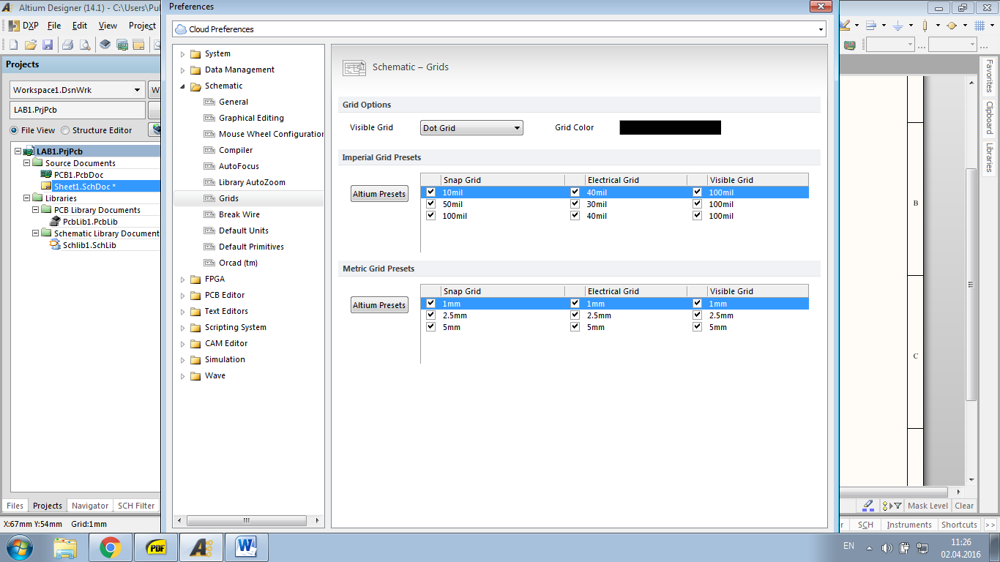 Altium Designer (14.1) - C:\Users\Pul
Preferences
DXP File Edit View Project
Cloud Preferences
Projects
Workspace1.DsnWrk W
LAB1.PrjPcb
File View Structure Editor
LAB1.PrjPcb
Source Documents
PCB1.PcbDoc
Sheet1.SchDoc *
Libraries
PCB Library Documents
PcbLib1.PcbLib
Schematic Library Document
Schlib1.SchLib
Files Projects Navigator SCH Filter
X:67mm Y:54mm Grid:1mm
System
Data Management
Schematic
General
Graphical Editing
Mouse Wheel Configuration
Compiler
AutoFocus
Library AutoZoom
Grids
Break Wire
Default Units
Default Primitives
Orcad (tm)
FPGA
PCB Editor
Text Editors
Scripting System
CAM Editor
Simulation
Wave
Schematic – Grids
Grid Options
Visible Grid Dot Grid Grid Color
Imperial Grid Presets
Altium Presets
Snap Grid Electrical Grid Visible Grid
10mil 40mil 100mil
50mil 30mil 100mil
100mil 40mil 100mil
Metric Grid Presets
Altium Presets
Snap Grid Electrical Grid Visible Grid
1mm 1mm 1mm
2.5mm 2.5mm 2.5mm
5mm 5mm 5mm
... ...
B
C
Favorites
Clipboard
Libraries
Mask Level Clear
r SCH Instruments Shortcuts >>
PDF
EN
11:26
02.04.2016